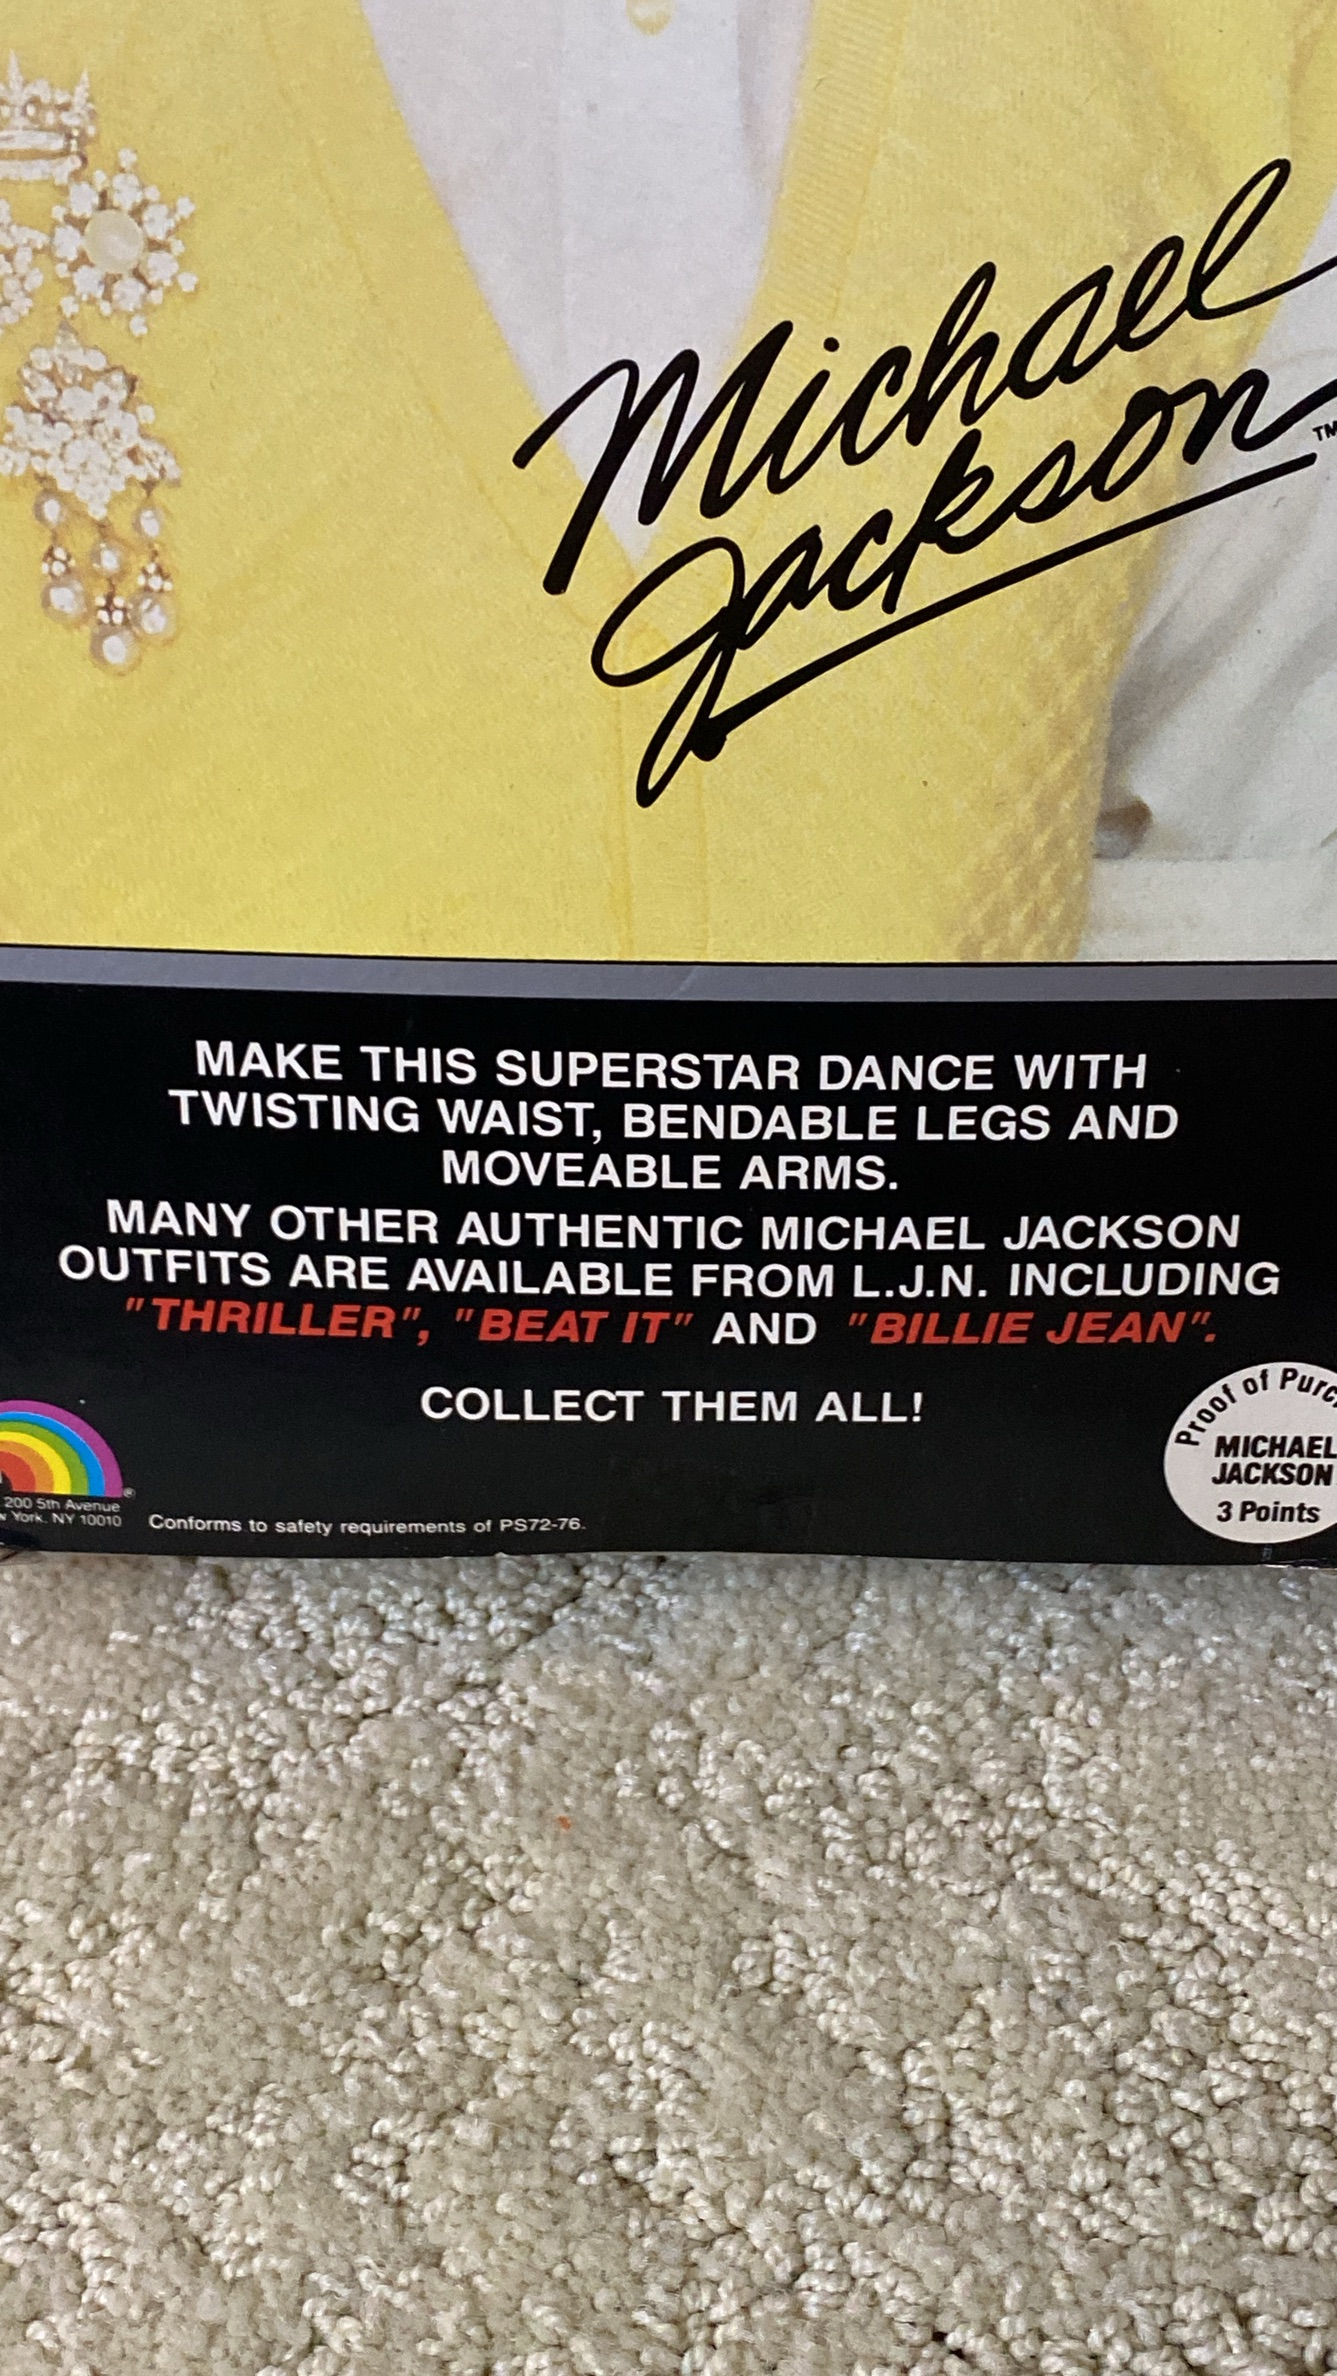 Michael
Jackson™
MAKE THIS SUPERSTAR DANCE WITH
TWISTING WAIST, BENDABLE LEGS AND
MOVEABLE ARMS.
MANY OTHER AUTHENTIC MICHAEL JACKSON
OUTFITS ARE AVAILABLE FROM L.J.N. INCLUDING
"THRILLER", "BEAT IT" AND "BILLIE JEAN".
COLLECT THEM ALL!
Proof of
MICHAEL
JACKSON
3 Points
®
200 5th Avenue
York, NY 10010
Conforms to safety requirements of PS72-76.